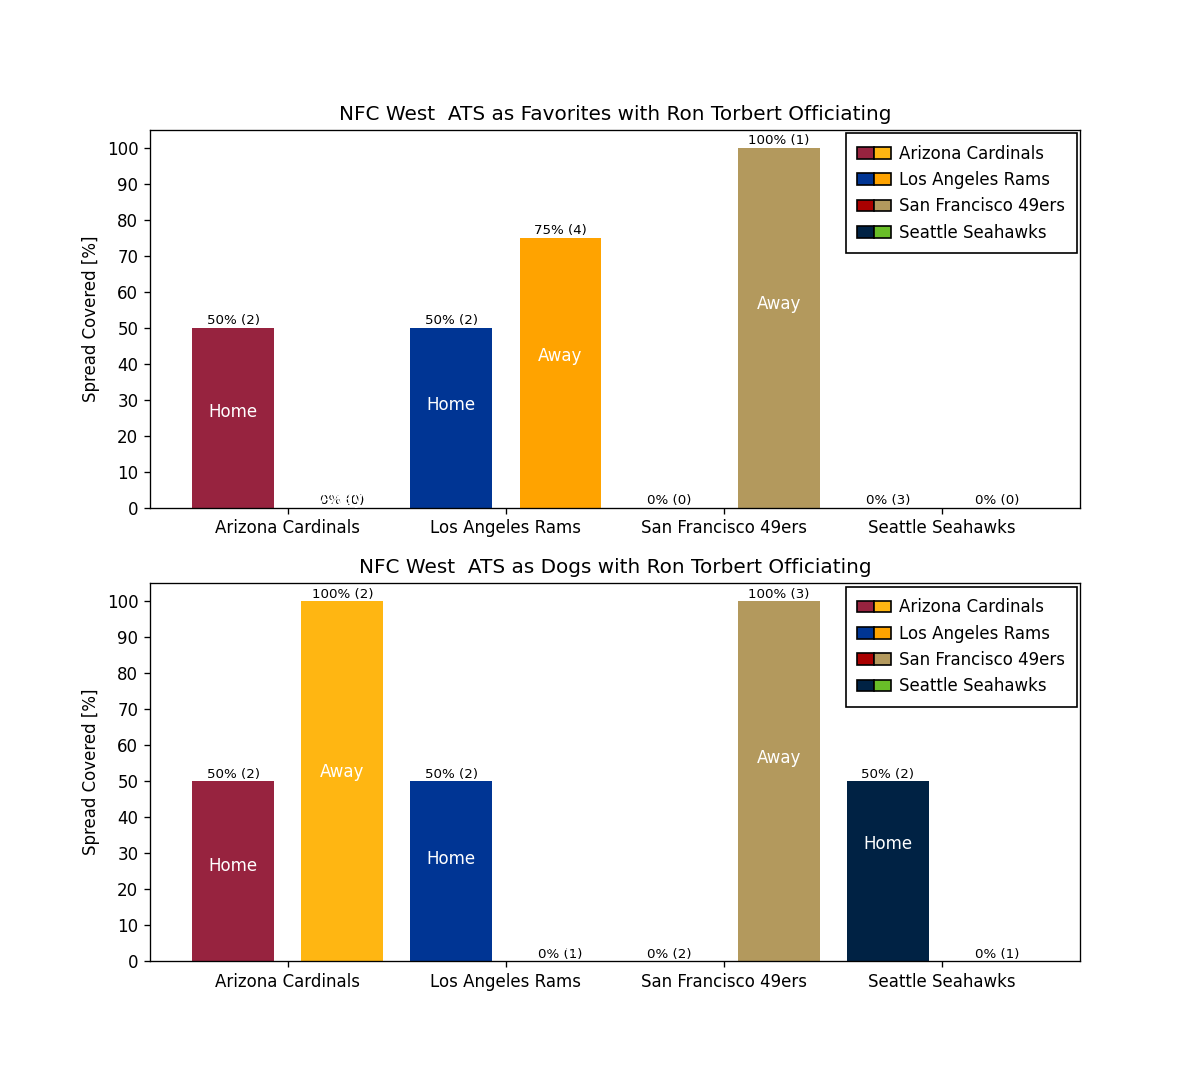 NFC West  ATS as Favorites with Ron Torbert Officiating
Spread Covered [%]
100
90
80
70
60
50
40
30
20
10
0
50% (2)
Home
0% (0)
50% (2)
Home
75% (4)
Away
0% (0)
100% (1)
Away
0% (3)
0% (0)
Arizona Cardinals
Los Angeles Rams
San Francisco 49ers
Seattle Seahawks
Arizona Cardinals
Los Angeles Rams
San Francisco 49ers
Seattle Seahawks
NFC West  ATS as Dogs with Ron Torbert Officiating
Spread Covered [%]
100
90
80
70
60
50
40
30
20
10
0
50% (2)
Home
100% (2)
Away
50% (2)
Home
0% (1)
0% (2)
100% (3)
Away
50% (2)
Home
0% (1)
Arizona Cardinals
Los Angeles Rams
San Francisco 49ers
Seattle Seahawks
Arizona Cardinals
Los Angeles Rams
San Francisco 49ers
Seattle Seahawks